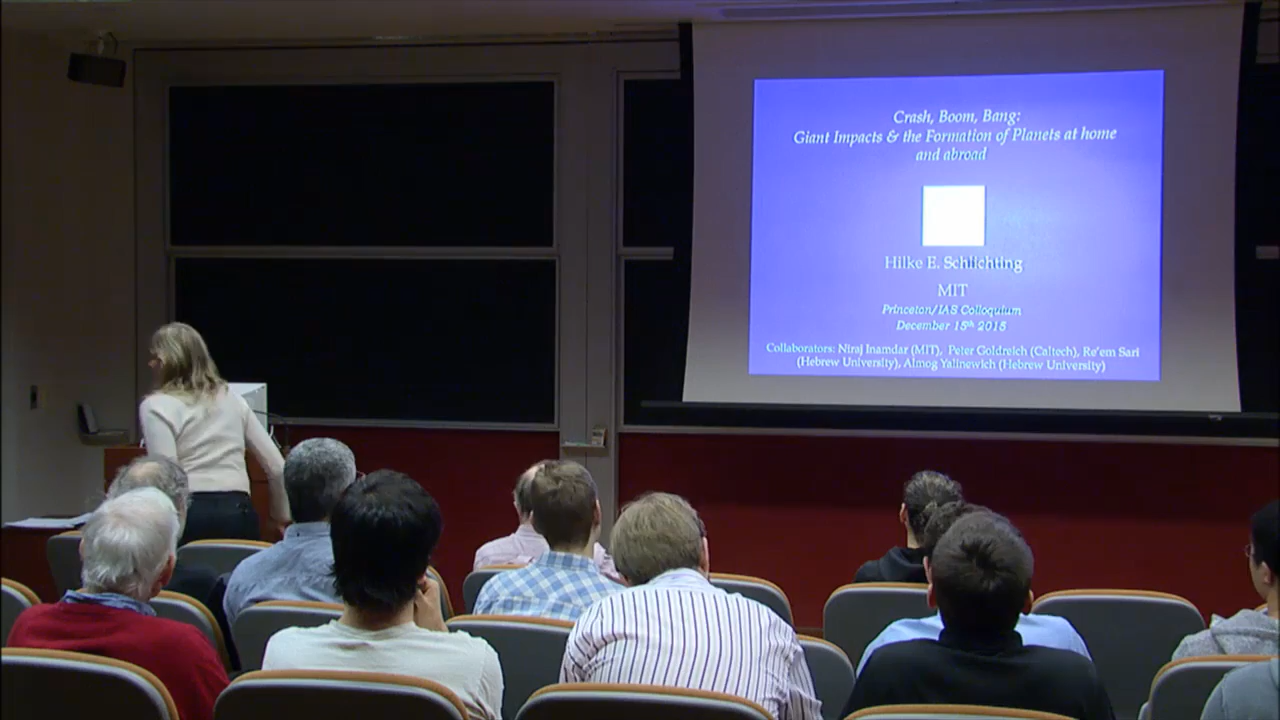 Crash, Boom, Bang:
Giant Impacts & the Formation of Planets at home
and abroad
Hilke E. Schlichting
MIT
Princeton/IAS Colloquium
December 15th 2015
Collaborators: Niraj Inamdar (MIT), Peter Goldreich (Caltech), Re'em Sari
(Hebrew University), Almog Yalinewich (Hebrew University)